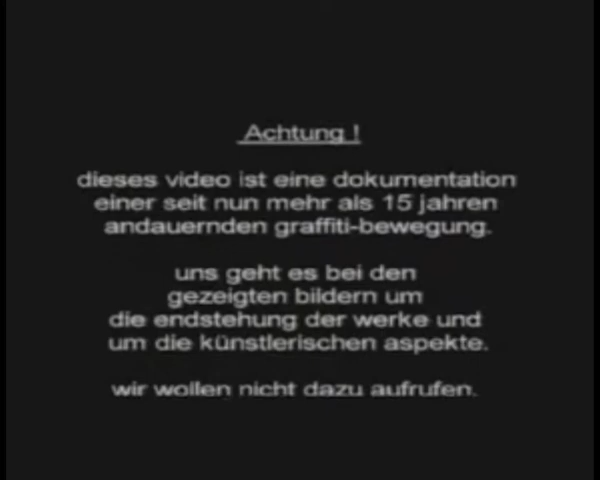 Achtung !
dieses video ist eine dokumentation
einer seit nun mehr als 15 jahren
andauernden graffiti-bewegung.
uns geht es bei den
gezeigten bildern um
die endstehung der werke und
um die künstlerischen aspekte.
wir wollen nicht dazu aufrufen.